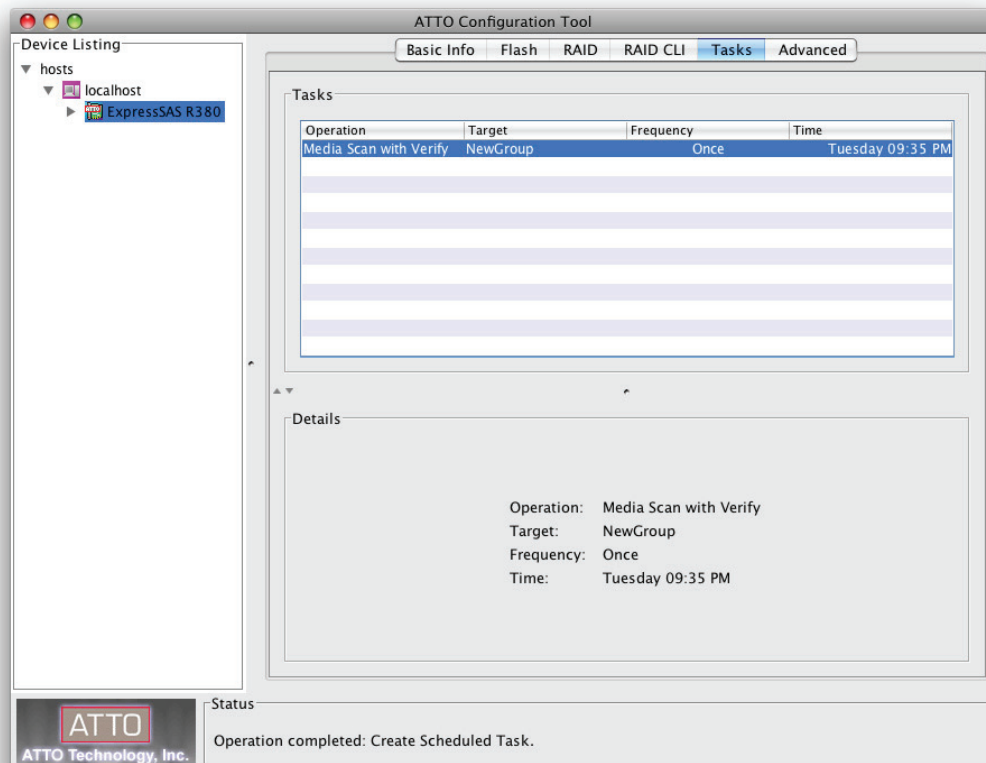 ATTO Configuration Tool
Device Listing
hosts
localhost
ExpressSAS R380
Basic Info Flash RAID RAID CLI Tasks Advanced
Tasks
Operation Target Frequency Time
Media Scan with Verify NewGroup Once Tuesday 09:35 PM
Details
Operation: Media Scan with Verify
Target: NewGroup
Frequency: Once
Time: Tuesday 09:35 PM
ATTO
ATTO Technology, Inc.
Status
Operation completed: Create Scheduled Task.